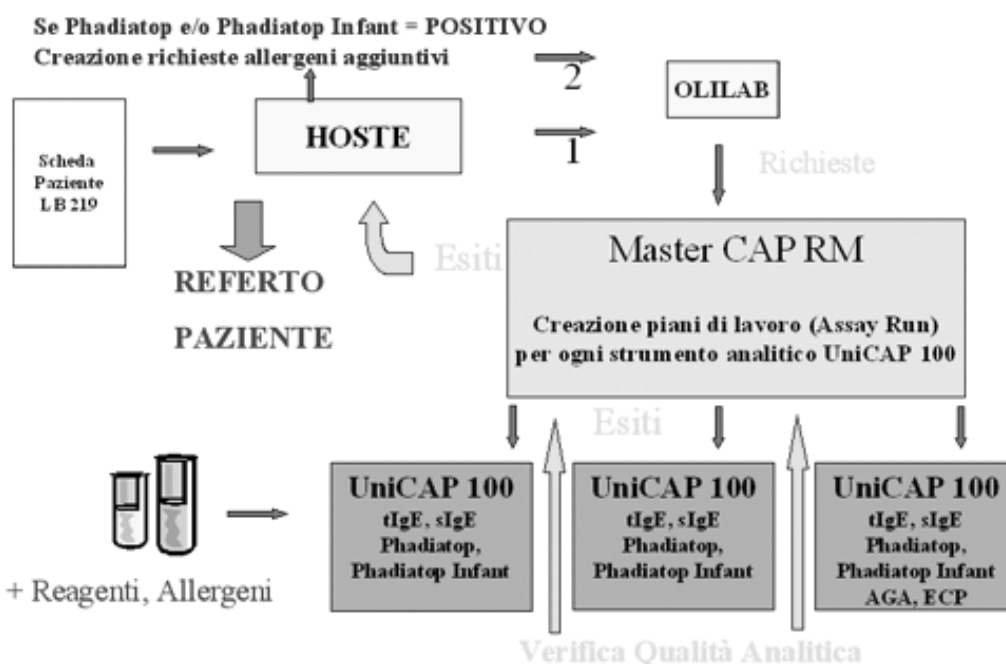 Se Phadiatop e/o Phadiatop Infant = POSITIVO
Creazione richieste allergeni aggiuntivi
2
OLILAB
HOSTE
1
Scheda
Paziente
LB 219
Richieste
Esiti
Master CAP RM
REFERTO
PAZIENTE
Creazione piani di lavoro (Assay Run)
per ogni strumento analitico UniCAP 100
Esiti
UniCAP 100
tIgE, sIgE
Phadiatop,
Phadiatop Infant
UniCAP 100
tIgE, sIgE
Phadiatop,
Phadiatop Infant
UniCAP 100
tIgE, sIgE
Phadiatop,
Phadiatop Infant
AGA, ECP
+ Reagenti, Allergeni
Verifica Qualità Analitica